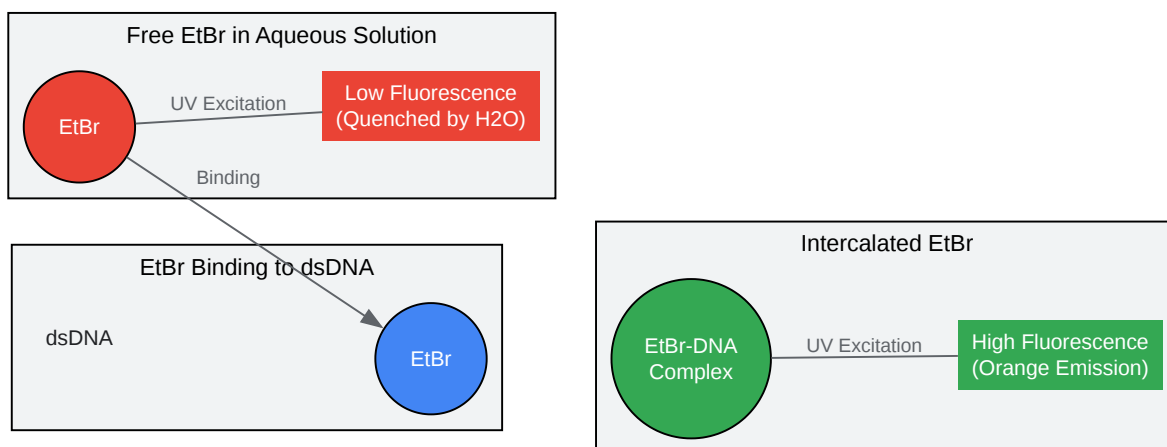 Free EtBr in Aqueous Solution
EtBr
UV Excitation
Low Fluorescence
(Quenched by H2O)
Binding
EtBr Binding to dsDNA
dsDNA
EtBr
Intercalated EtBr
EtBr-DNA
Complex
UV Excitation
High Fluorescence
(Orange Emission)